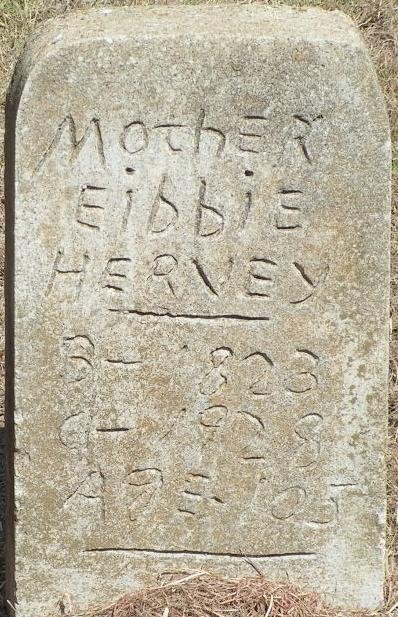 MOthER
EibbiE
HERVEY
B- 1823
d- 1928
AgE- 105